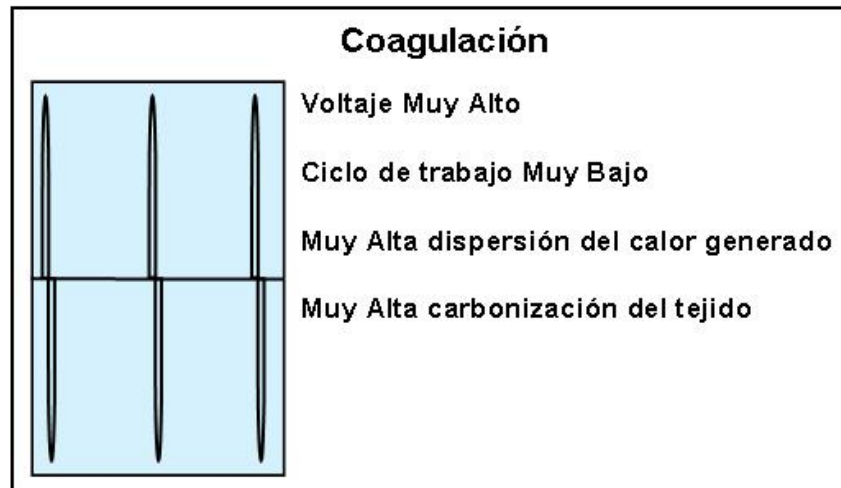 Coagulación
Voltaje Muy Alto
Ciclo de trabajo Muy Bajo
Muy Alta dispersión del calor generado
Muy Alta carbonización del tejido